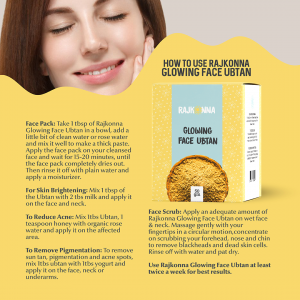 HOW TO USE RAJKONNA
GLOWING FACE UBTAN
RAJKONNA
GLOWING
FACE UBTAN
Face Pack: Take 1 tbsp of Rajkonna
Glowing Face Ubtan in a bowl, add a
little bit of clean water or rose water
and mix it well to make a thick paste.
Apply the face pack on your cleansed
face and wait for 15-20 minutes, until
the face pack completely dries out.
Then rinse it off with plain water and
apply a moisturizer.
For Skin Brightening: Mix 1 tbsp of
the Ubtan with 2 tbs milk and apply it
on the face and neck.
To Reduce Acne: Mix 1tbs Ubtan, 1
teaspoon honey with organic rose
water and apply it on the affected
area.
To Remove Pigmentation: To remove
sun tan, pigmentation and acne spots,
mix 1tbs ubtan with 1tbs yogurt and
apply it on the face, neck or
underarms.
Face Scrub: Apply an adequate amount of
Rajkonna Glowing Face Ubtan on wet face
& neck. Massage gently with your
fingertips in a circular motion,concentrate
on scrubbing your forehead, nose and chin
to remove blackheads and dead skin cells.
Rinse off with water and pat dry.
Use Rajkonna Glowing Face Ubtan at least
twice a week for best results.